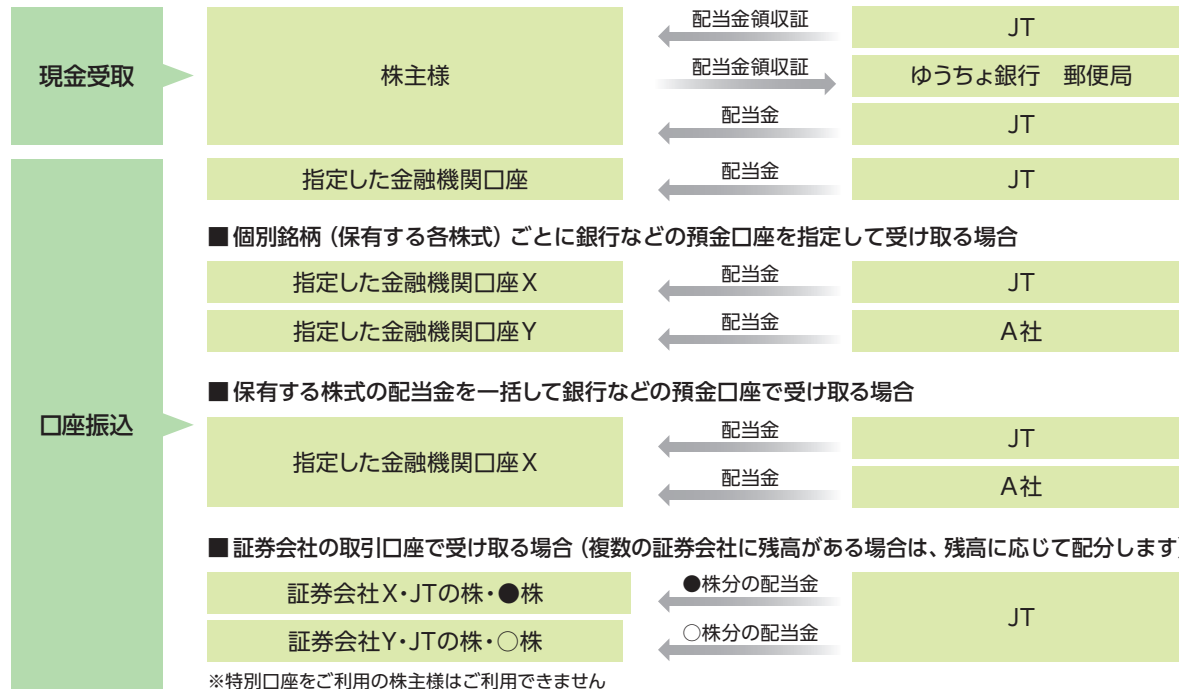 現金受取
株主様
配当金領収証
JT
配当金領収証
ゆうちょ銀行　郵便局
配当金
JT
口座振込
指定した金融機関口座
配当金
JT
■個別銘柄（保有する各株式）ごとに銀行などの預金口座を指定して受け取る場合
指定した金融機関口座X
配当金
JT
指定した金融機関口座Y
配当金
A社
■保有する株式の配当金を一括して銀行などの預金口座で受け取る場合
指定した金融機関口座X
配当金
JT
配当金
A社
■証券会社の取引口座で受け取る場合（複数の証券会社に残高がある場合は、残高に応じて配分します）
証券会社X・JTの株・●株
●株分の配当金
JT
証券会社Y・JTの株・○株
○株分の配当金
※特別口座をご利用の株主様はご利用できません